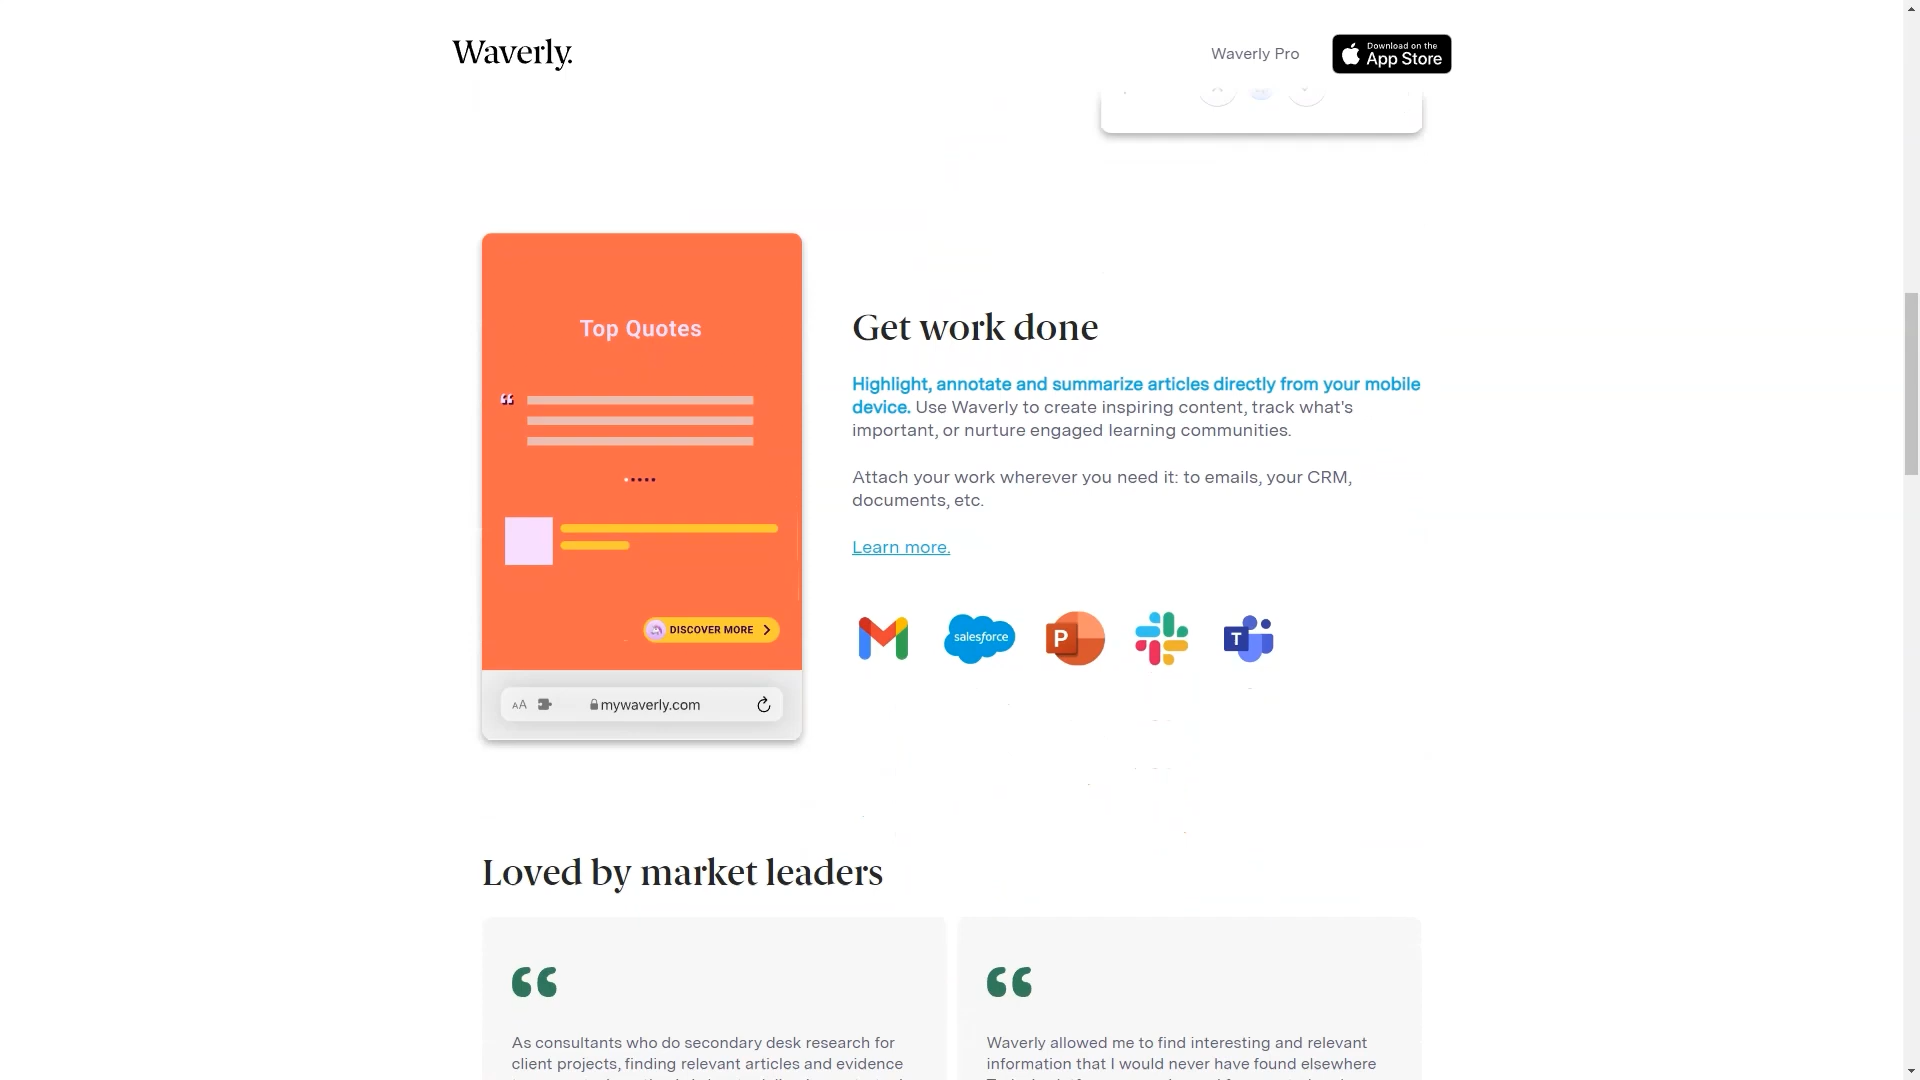 Waverly.
Waverly Pro
Download on the
App Store
Top Quotes
DISCOVER MORE
AA
mywaverly.com
Get work done
Highlight, annotate and summarize articles directly from your mobile
device. Use Waverly to create inspiring content, track what's
important, or nurture engaged learning communities.
Attach your work wherever you need it: to emails, your CRM,
documents, etc.
Learn more.
salesforce
P
T
Loved by market leaders
As consultants who do secondary desk research for
client projects, finding relevant articles and evidence
Waverly allowed me to find interesting and relevant
information that I would never have found elsewhere